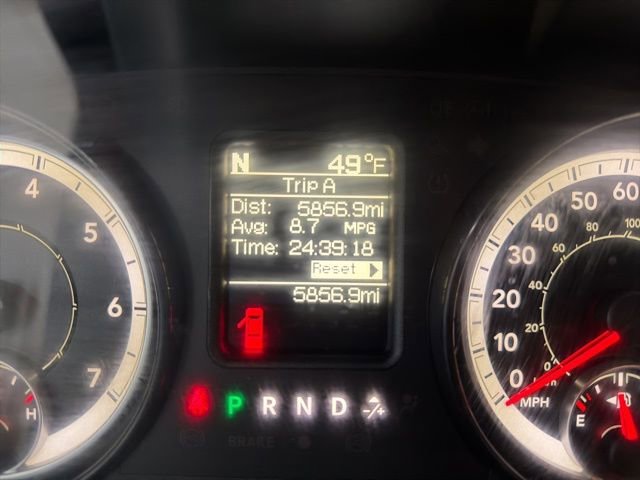 N 49°F
Trip A
Dist: 5856.9mi
Avg: 8.7 MPG
Time: 24:39:18
Reset
5856.9mi
4
5
6
7
H
P R N D -/+
BRAKE
0
10
20
30
40
50
60
0
20
40
60
80
100
MPH
E